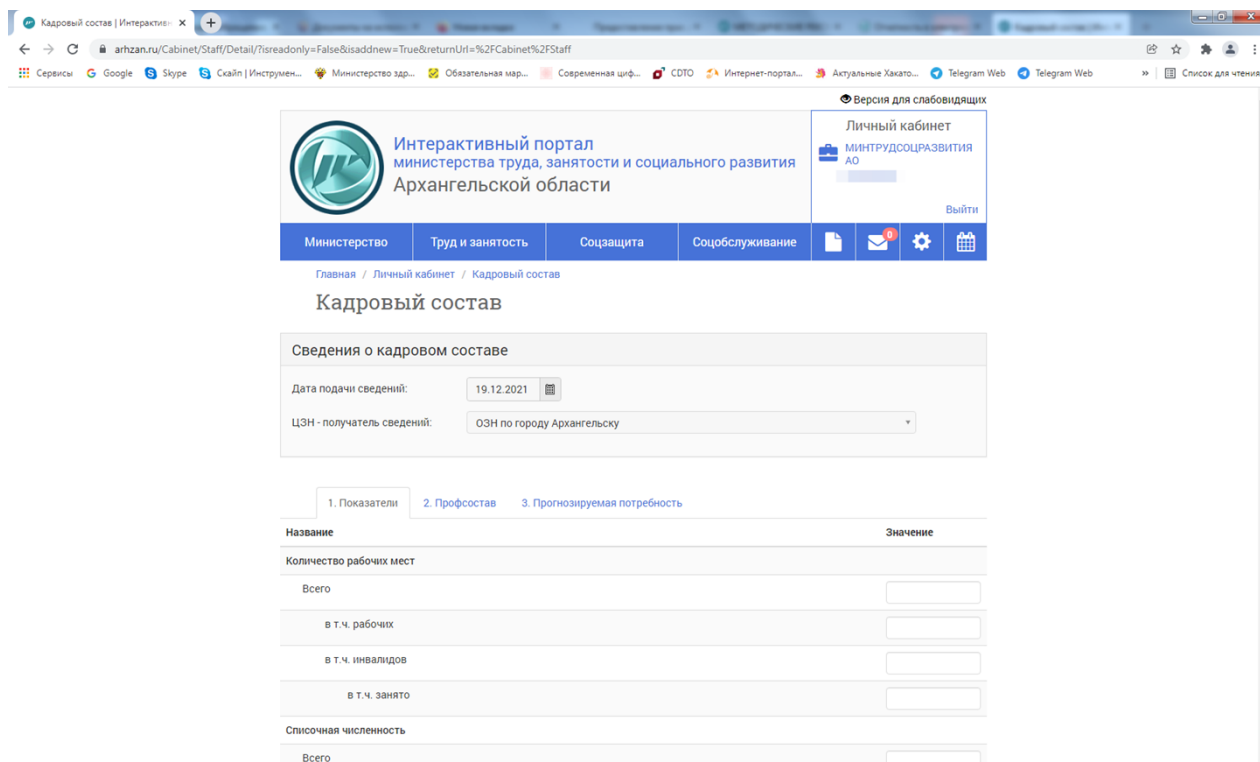 Кадровый состав | Интерактивн
arhzan.ru/Cabinet/Staff/Detail/?isreadonly=False&isaddnew=True&returnUrl=%2FCabinet%2FStaff
Сервисы Google Skype Скайп | Инструмен... Министерство здр... Обязательная мар... Современная циф... CDTO Интернет-портал... Актуальные Хакато... Telegram Web Telegram Web » Список для чтения
Версия для слабовидящих
Интерактивный портал
министерства труда, занятости и социального развития
Архангельской области
Личный кабинет
МИНТРУДСОЦРАЗВИТИЯ
АО
Выйти
Министерство Труд и занятость Соцзащита Соцобслуживание 0
Главная / Личный кабинет / Кадровый состав
Кадровый состав
Сведения о кадровом составе
Дата подачи сведений: 19.12.2021
ЦЗН - получатель сведений: ОЗН по городу Архангельску
1. Показатели 2. Профсостав 3. Прогнозируемая потребность
Название Значение
Количество рабочих мест
Всего
в т.ч. рабочих
в т.ч. инвалидов
в т.ч. занято
Списочная численность
Всего